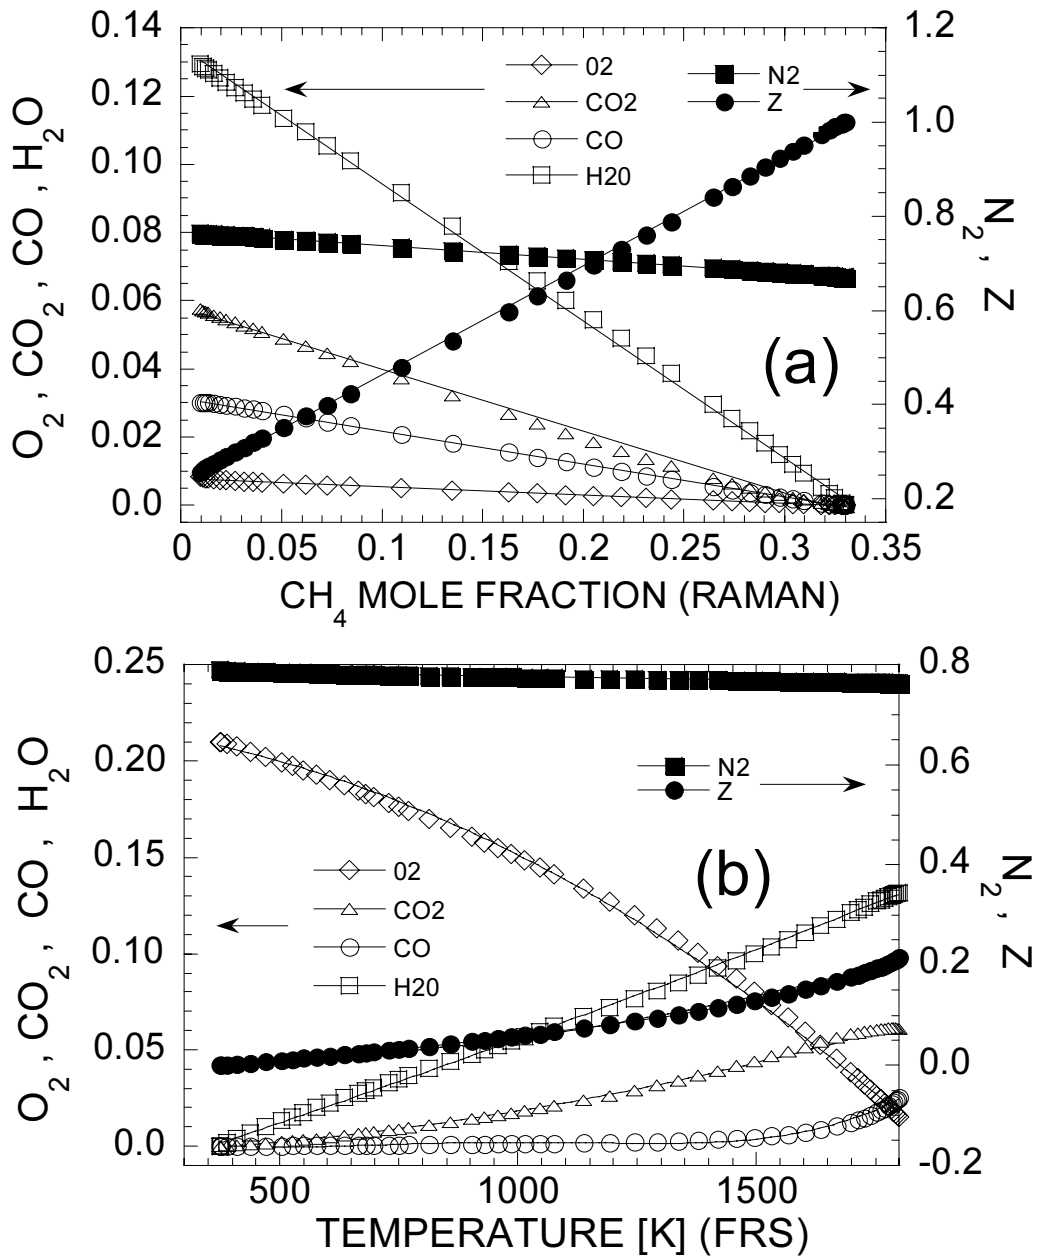 0.14
0.12
0.10
0.08
0.06
0.04
0.02
0.0
O₂, CO₂, CO, H₂O
02
CO2
CO
H20
N2
Z
1.2
1.0
0.8
0.6
0.4
0.2
N₂, Z
(a)
0 0.05 0.1 0.15 0.2 0.25 0.3 0.35
CH₄ MOLE FRACTION (RAMAN)
0.25
0.20
0.15
0.10
0.05
0.0
O₂, CO₂, CO, H₂O
N2
Z
02
CO2
CO
H20
(b)
0.8
0.6
0.4
0.2
0.0
-0.2
N₂, Z
500 1000 1500
TEMPERATURE [K] (FRS)